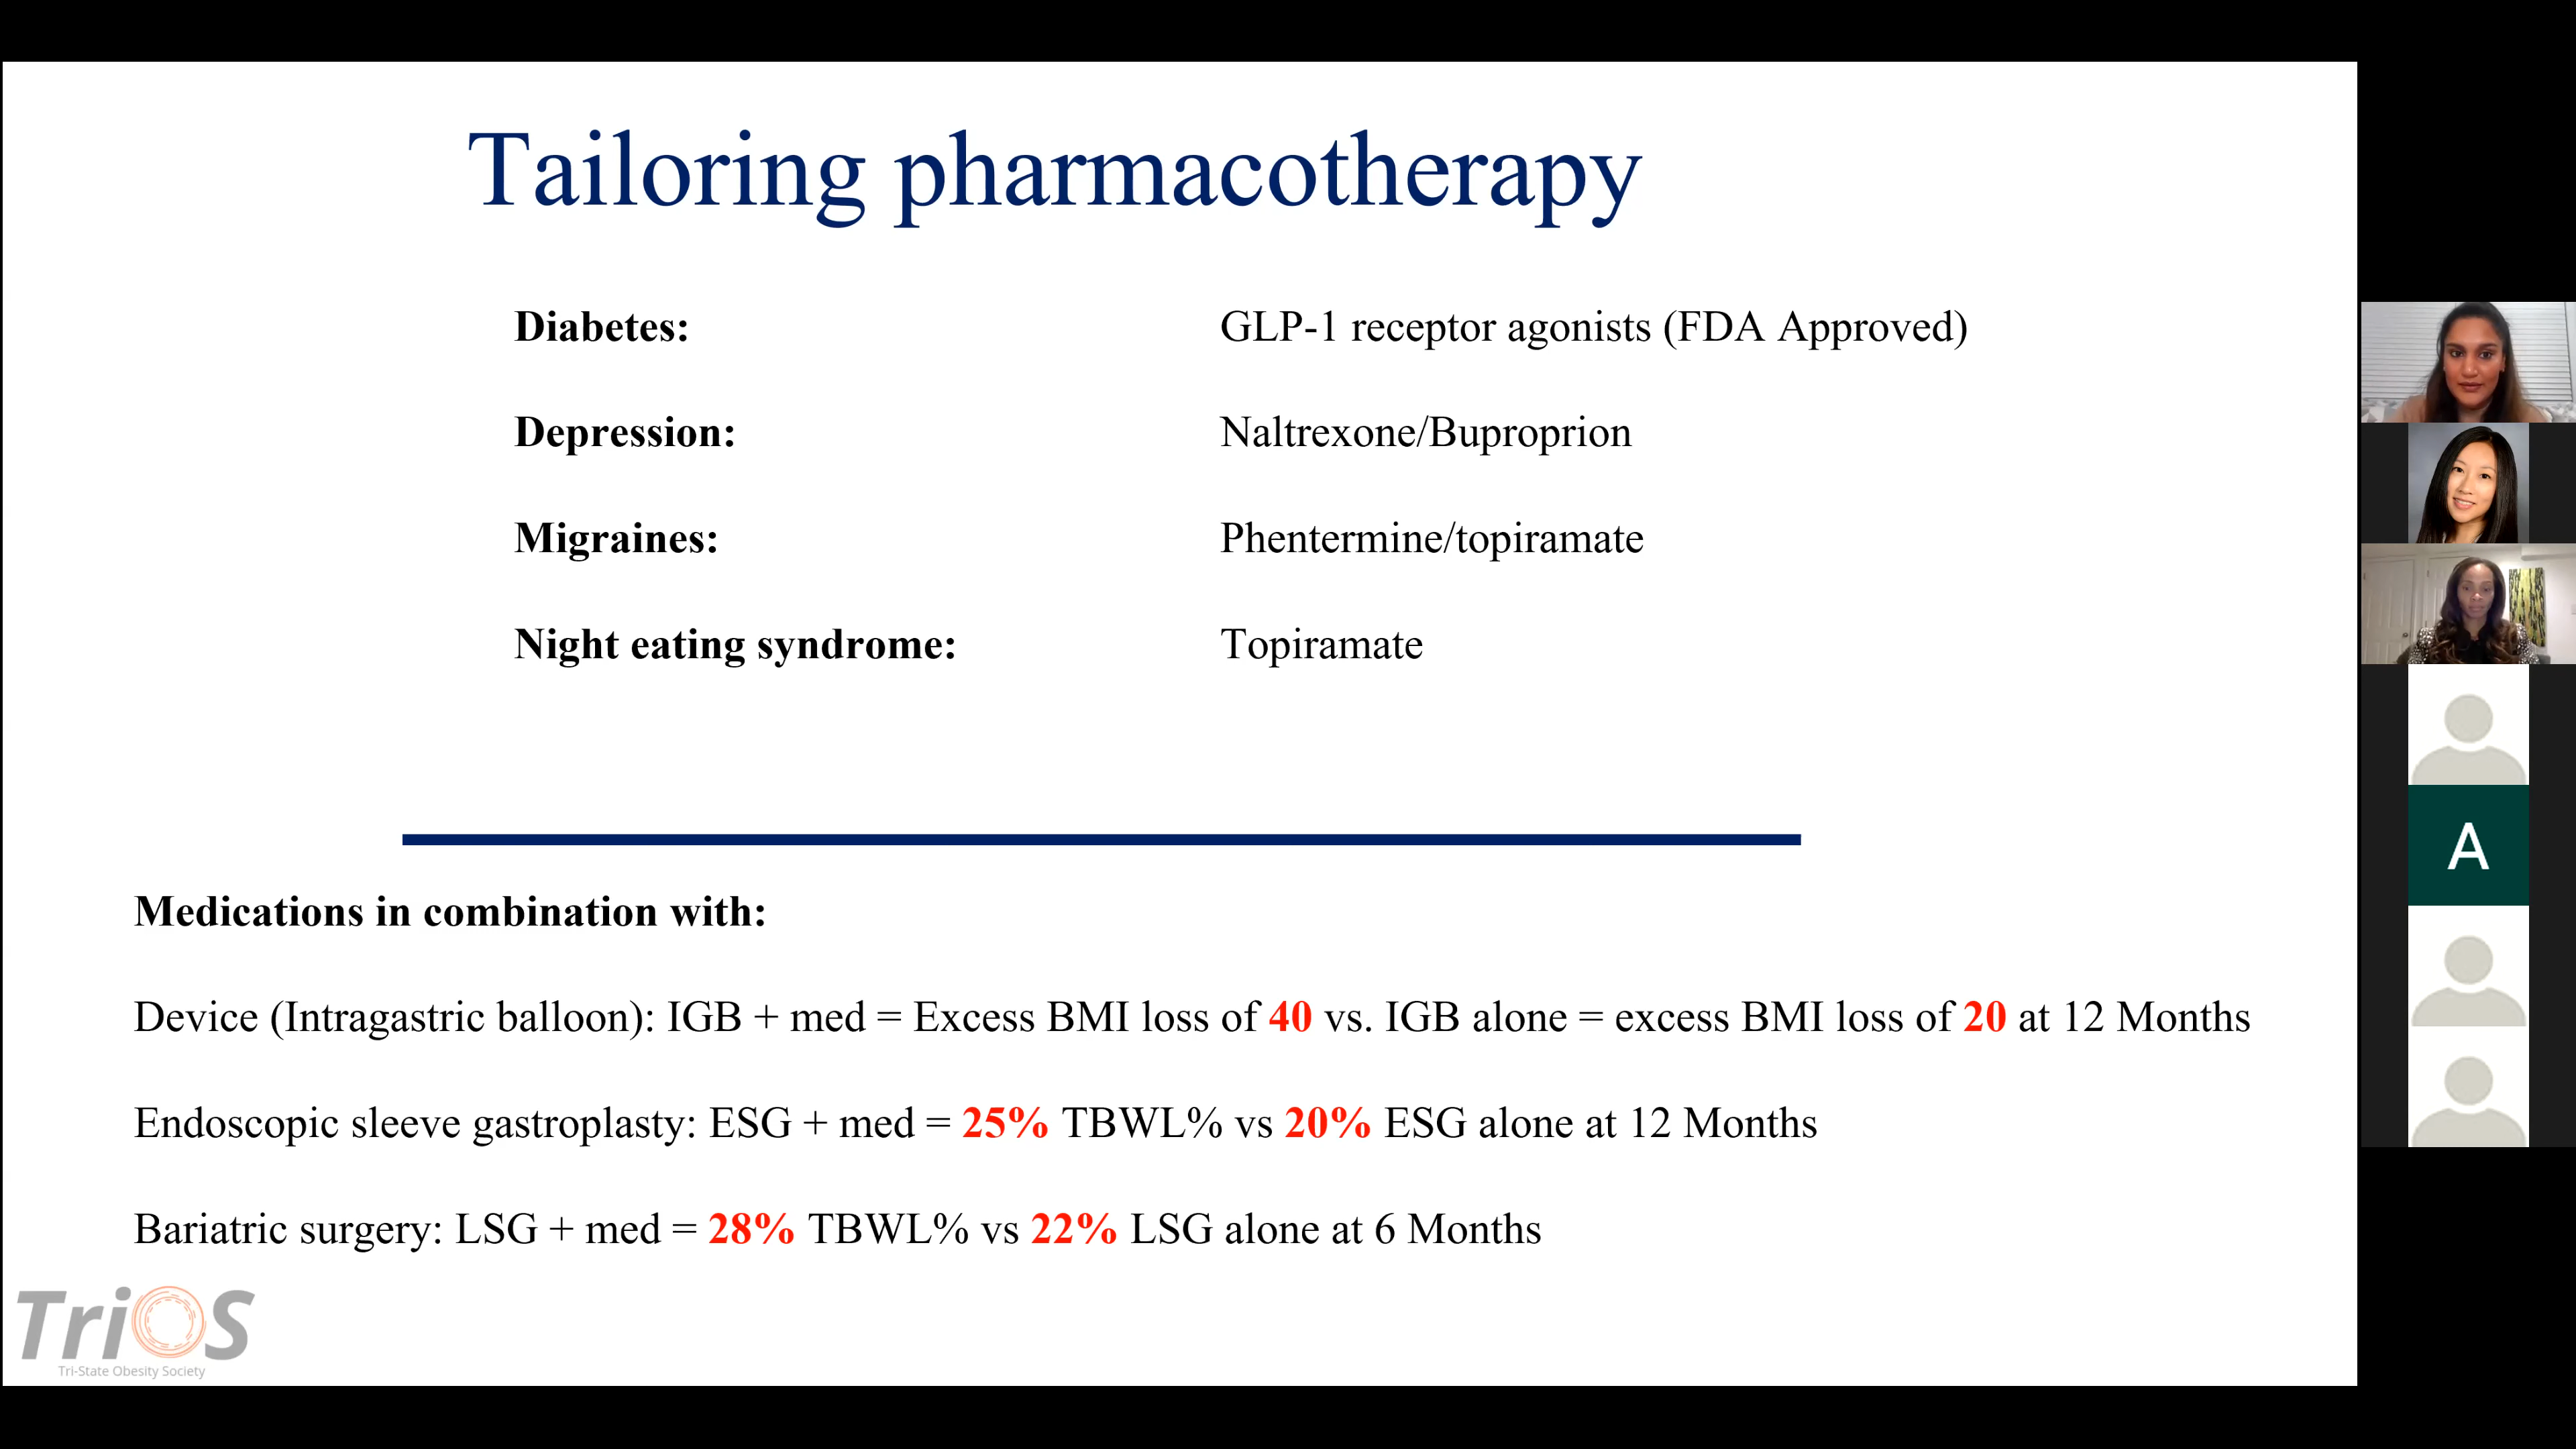 Tailoring pharmacotherapy
Diabetes: GLP-1 receptor agonists (FDA Approved)
Depression: Naltrexone/Buproprion
Migraines: Phentermine/topiramate
Night eating syndrome: Topiramate
Medications in combination with:
Device (Intragastric balloon): IGB + med = Excess BMI loss of 40 vs. IGB alone = excess BMI loss of 20 at 12 Months
Endoscopic sleeve gastroplasty: ESG + med = 25% TBWL% vs 20% ESG alone at 12 Months
Bariatric surgery: LSG + med = 28% TBWL% vs 22% LSG alone at 6 Months
TriOS
Tri-State Obesity Society
A